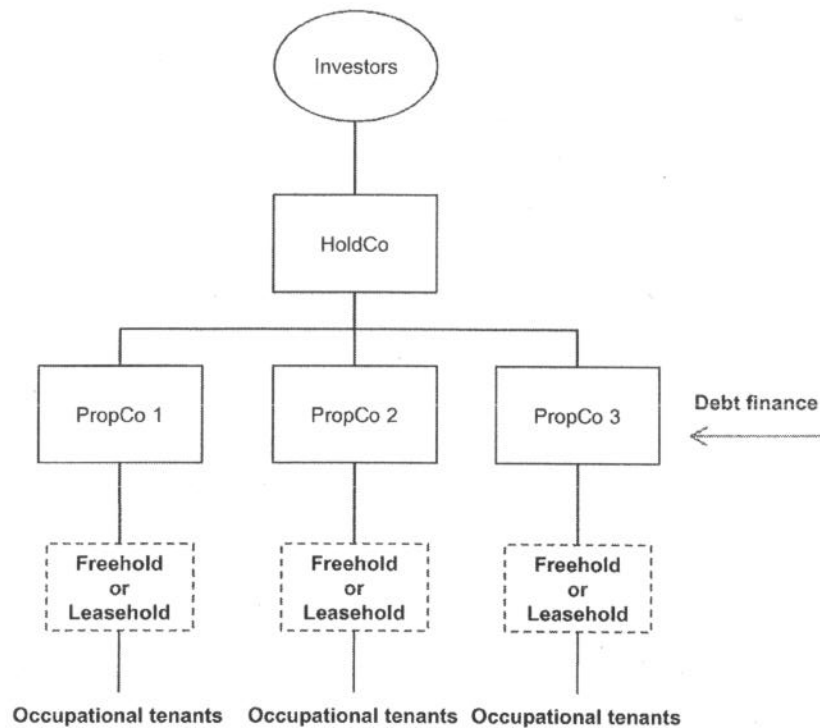 Investors
HoldCo
PropCo 1
PropCo 2
PropCo 3
Debt finance
Freehold
or
Leasehold
Freehold
or
Leasehold
Freehold
or
Leasehold
Occupational tenants
Occupational tenants
Occupational tenants